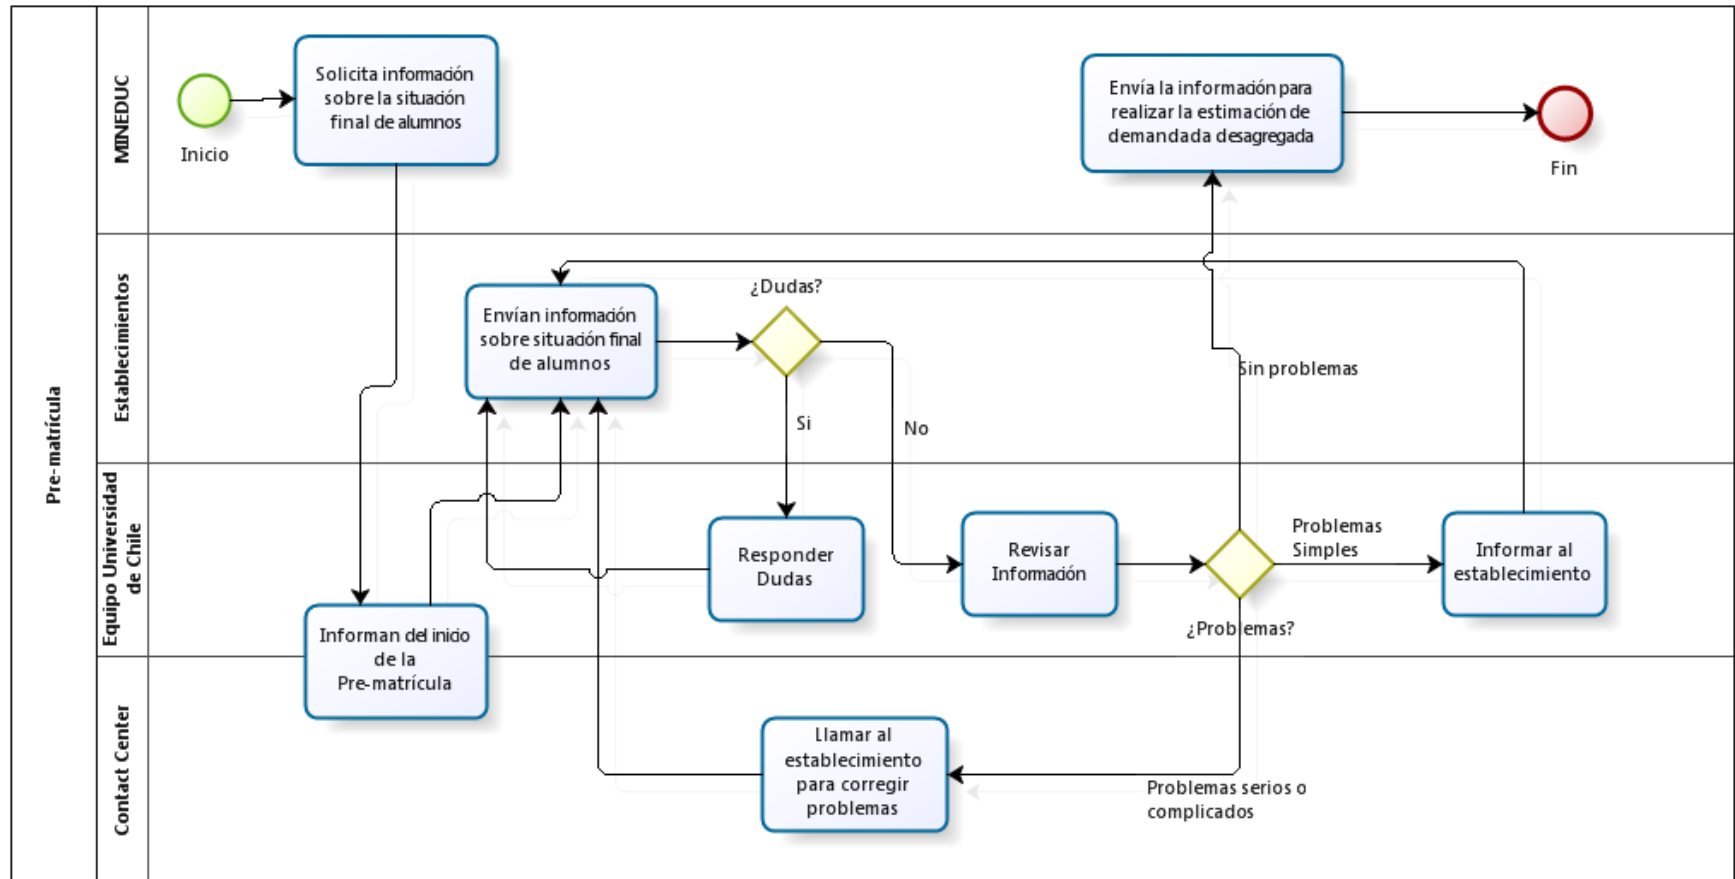 Pre-matrícula
MINEDUC
Inicio
Solicita información
sobre la situación
final de alumnos
Envía la información para
realizar la estimación de
demandada desagregada
Fin
Establecimientos
Envían información
sobre situación final
de alumnos
¿Dudas?
Si
No
Sin problemas
Equipo Universidad
de Chile
Informan del inicio
de la
Pre-matrícula
Responder
Dudas
Revisar
Información
¿Problemas?
Problemas
Simples
Informar al
establecimiento
Contact Center
Llamar al
establecimiento
para corregir
problemas
Problemas serios o
complicados